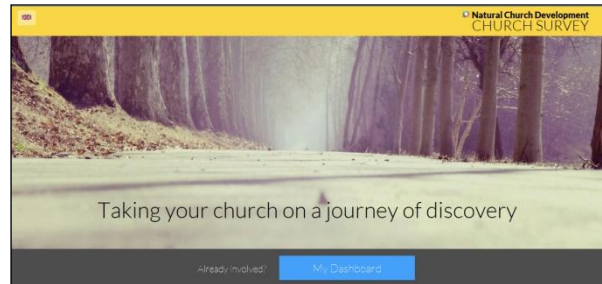 Natural Church Development
CHURCH SURVEY
Taking your church on a journey of discovery
Already involved?
My Dashboard